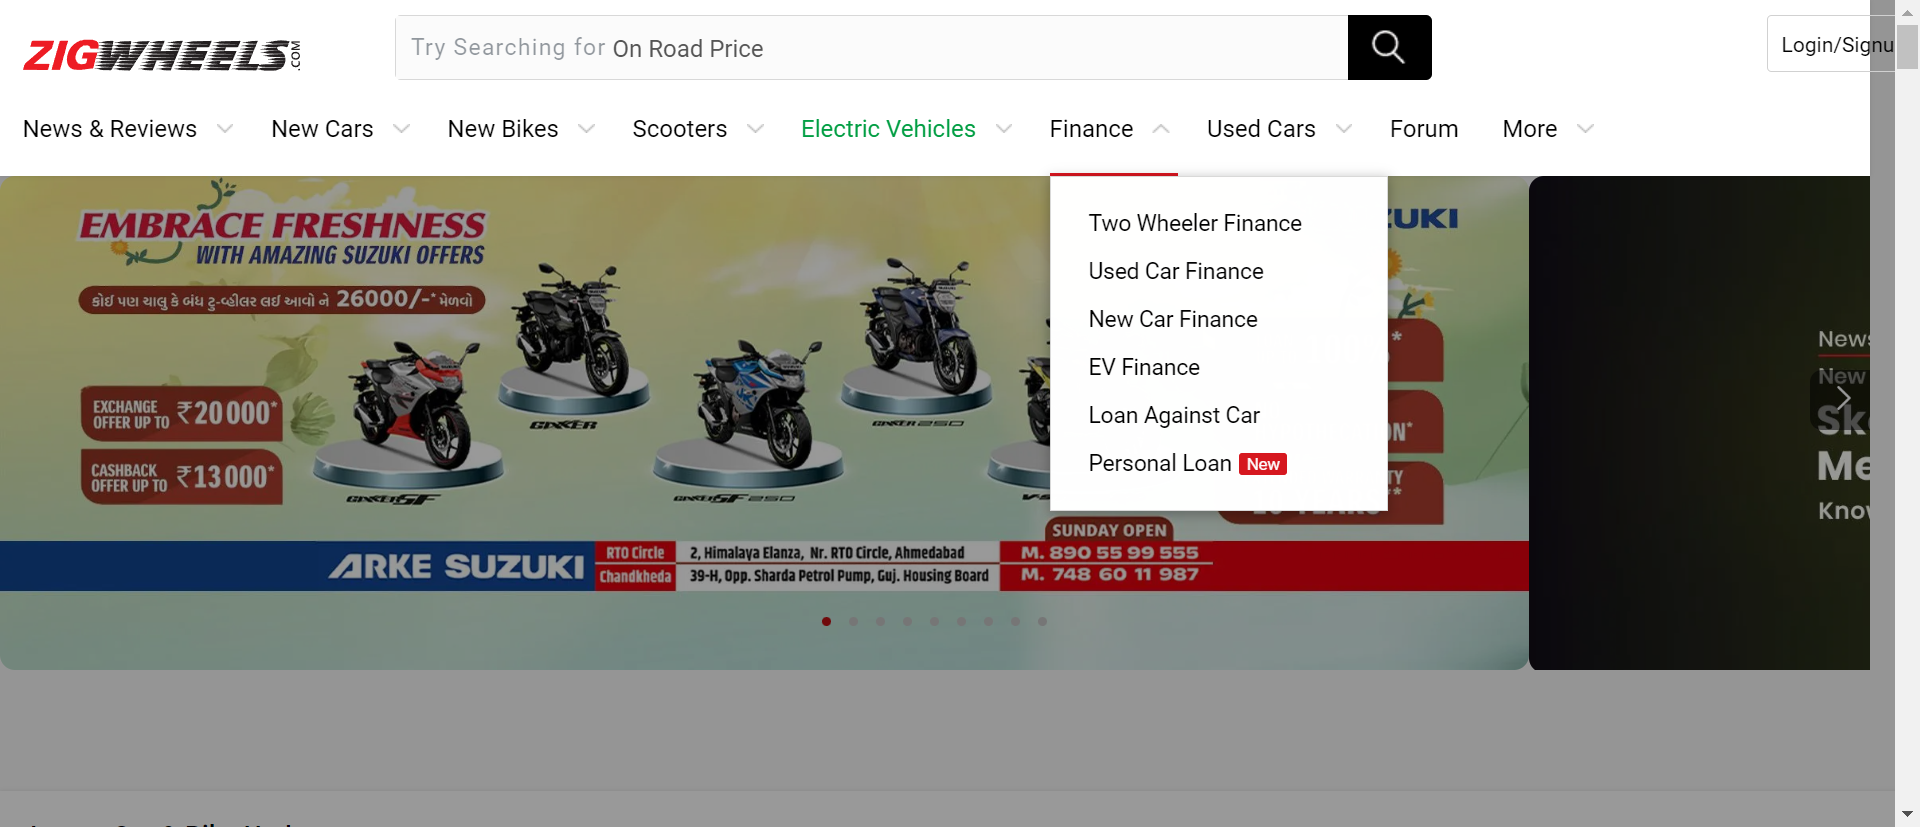 ZIGWHEELS.COM
Try Searching for On Road Price
Login/Signu
News & Reviews
New Cars
New Bikes
Scooters
Electric Vehicles
Finance
Used Cars
Forum
More
Two Wheeler Finance
Used Car Finance
New Car Finance
EV Finance
Loan Against Car
Personal Loan New
EMBRACE FRESHNESS
WITH AMAZING SUZUKI OFFERS
કોઈ પણ ચાલુ કે બંધ ટુ-વ્હીલર લઈ આવો ને 26000/-* મેળવો
EXCHANGE
OFFER UP TO ₹20000*
CASHBACK
OFFER UP TO ₹13000*
GIXXER
GIXXER 250
GIXXER SF
GIXXER SF 250
ZUKI
SUNDAY OPEN
ARKE SUZUKI
RTO Circle
2, Himalaya Elanza, Nr. RTO Circle, Ahmedabad
M. 890 55 99 555
Chandkheda
39-H, Opp. Sharda Petrol Pump, Guj. Housing Board
M. 748 60 11 987
News
New
Sk
Me
Know